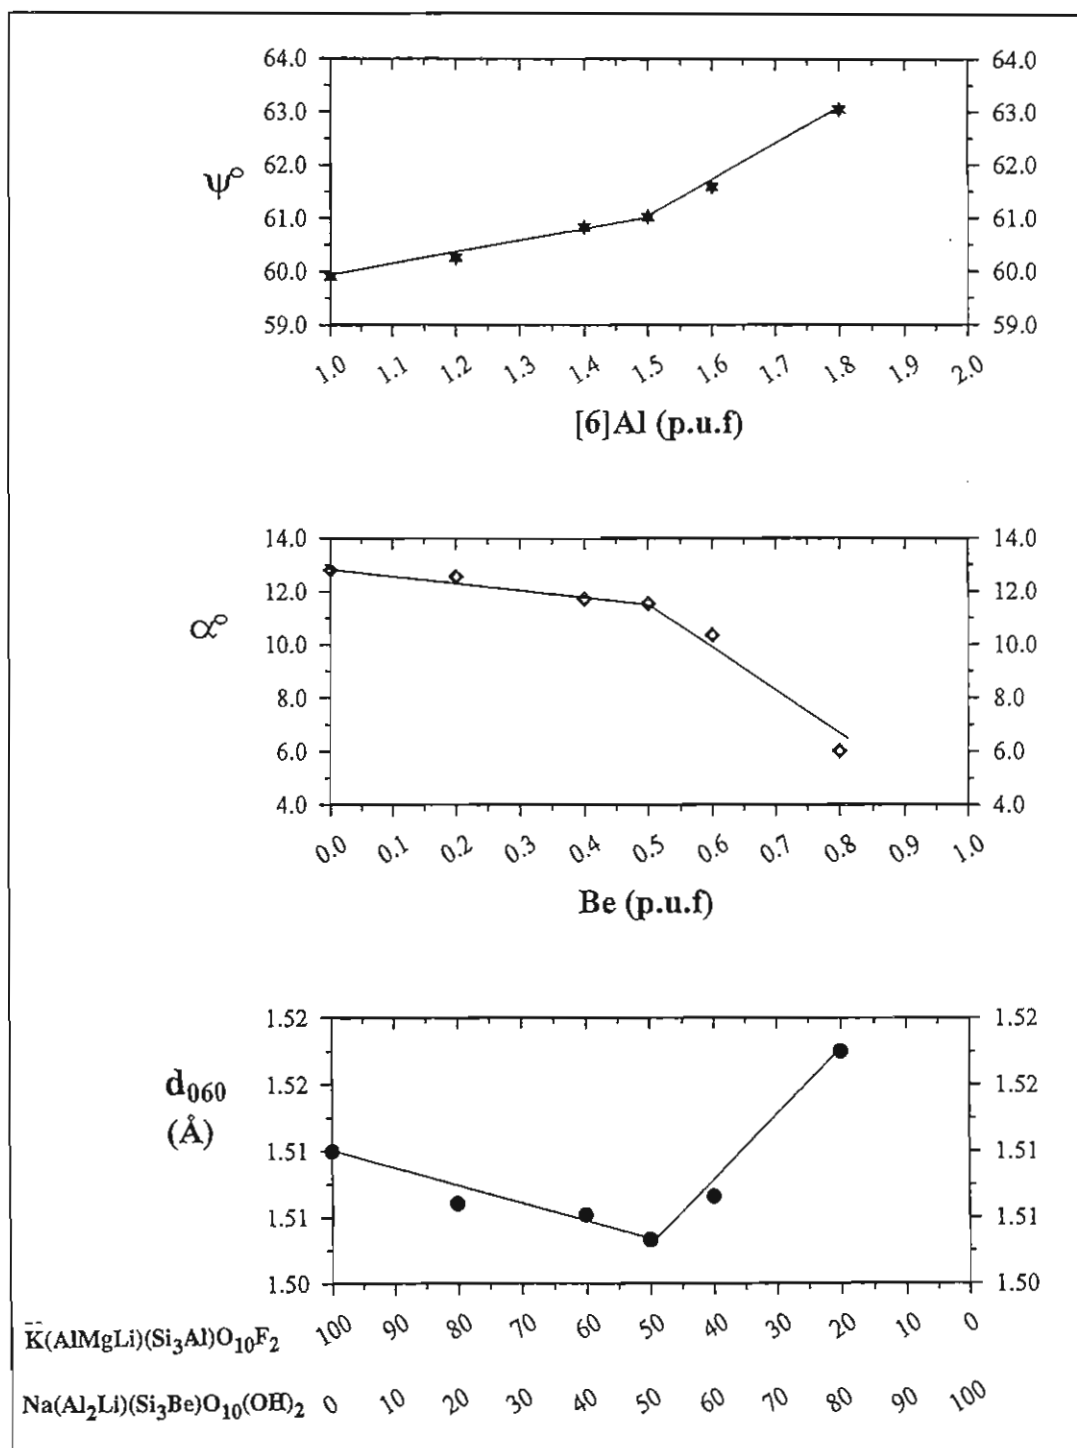 64.0 64.0
63.0 63.0
62.0 62.0
ψ°
61.0 61.0
60.0 60.0
59.0 59.0
1.0 1.1 1.2 1.3 1.4 1.5 1.6 1.7 1.8 1.9 2.0
[6]Al (p.u.f)
14.0 14.0
12.0 12.0
α°
10.0 10.0
8.0 8.0
6.0 6.0
4.0 4.0
0.0 0.1 0.2 0.3 0.4 0.5 0.6 0.7 0.8 0.9 1.0
Be (p.u.f)
1.52 1.52
d₀₆₀
1.52 1.52
(Å)
1.51 1.51
1.51 1.51
1.50 1.50
K(AlMgLi)(Si₃Al)O₁₀F₂ 100 90 80 70 60 50 40 30 20 10 0
Na(Al₂Li)(Si₃Be)O₁₀(OH)₂ 0 10 20 30 40 50 60 70 80 90 100